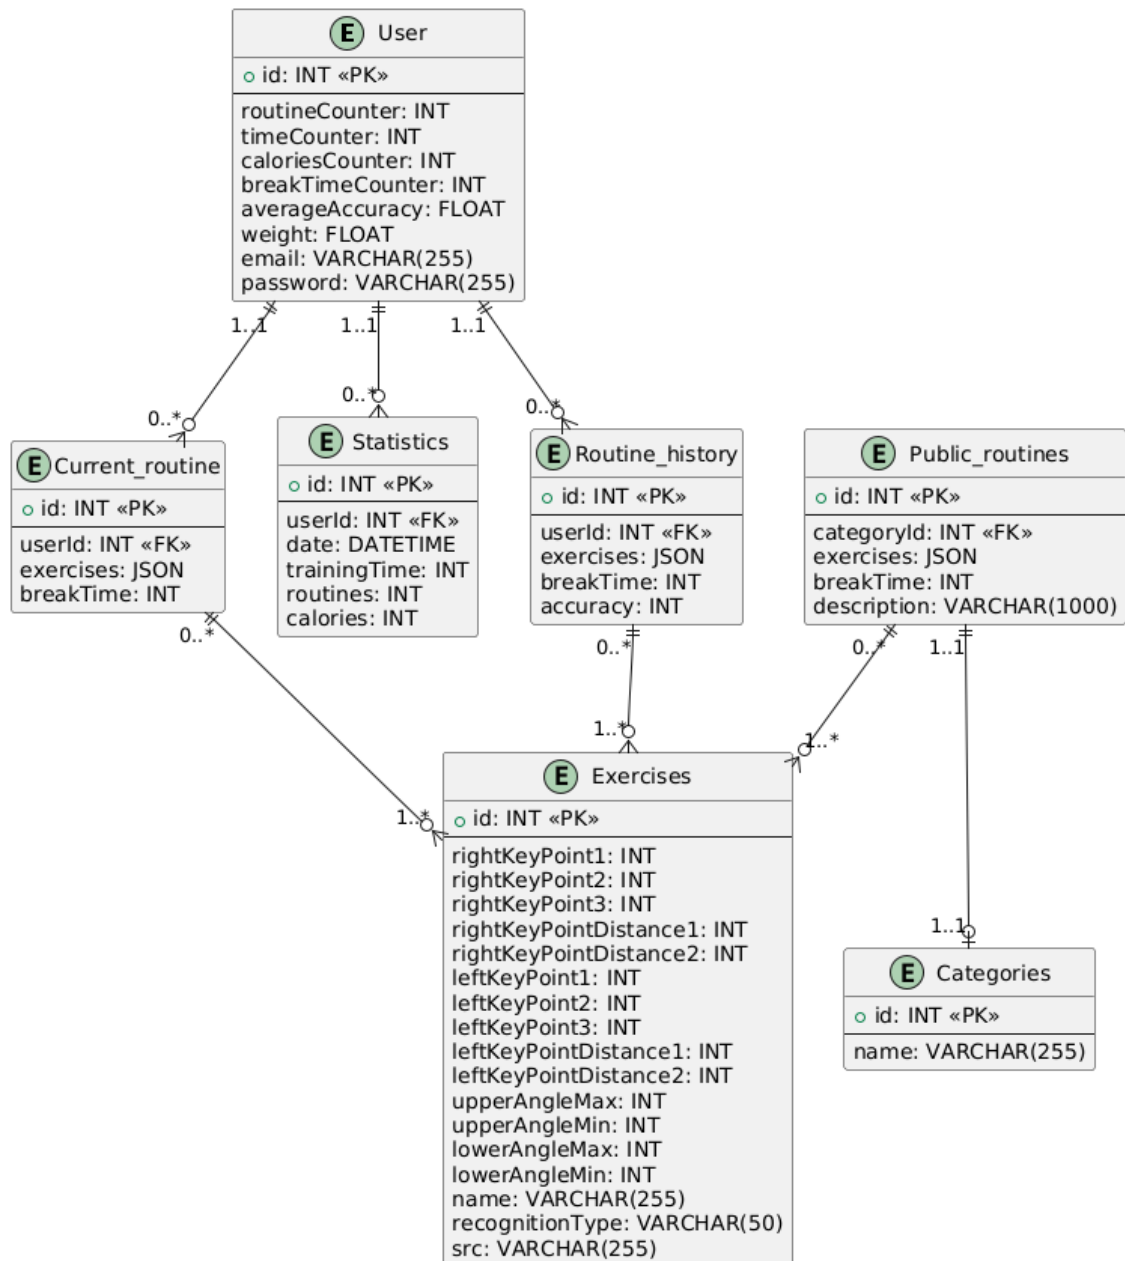 E User
id: INT «PK»
routineCounter: INT
timeCounter: INT
caloriesCounter: INT
breakTimeCounter: INT
averageAccuracy: FLOAT
weight: FLOAT
email: VARCHAR(255)
password: VARCHAR(255)
1..1
1..1
1..1
0..*
0..*
0..*
E Current_routine
id: INT «PK»
userId: INT «FK»
exercises: JSON
breakTime: INT
E Statistics
id: INT «PK»
userId: INT «FK»
date: DATETIME
trainingTime: INT
routines: INT
calories: INT
E Routine_history
id: INT «PK»
userId: INT «FK»
exercises: JSON
breakTime: INT
accuracy: INT
E Public_routines
id: INT «PK»
categoryId: INT «FK»
exercises: JSON
breakTime: INT
description: VARCHAR(1000)
0..*
0..*
0..*
1..1
1..*
1..*
1..*
1..1
E Exercises
id: INT «PK»
rightKeyPoint1: INT
rightKeyPoint2: INT
rightKeyPoint3: INT
rightKeyPointDistance1: INT
rightKeyPointDistance2: INT
leftKeyPoint1: INT
leftKeyPoint2: INT
leftKeyPoint3: INT
leftKeyPointDistance1: INT
leftKeyPointDistance2: INT
upperAngleMax: INT
upperAngleMin: INT
lowerAngleMax: INT
lowerAngleMin: INT
name: VARCHAR(255)
recognitionType: VARCHAR(50)
src: VARCHAR(255)
E Categories
id: INT «PK»
name: VARCHAR(255)